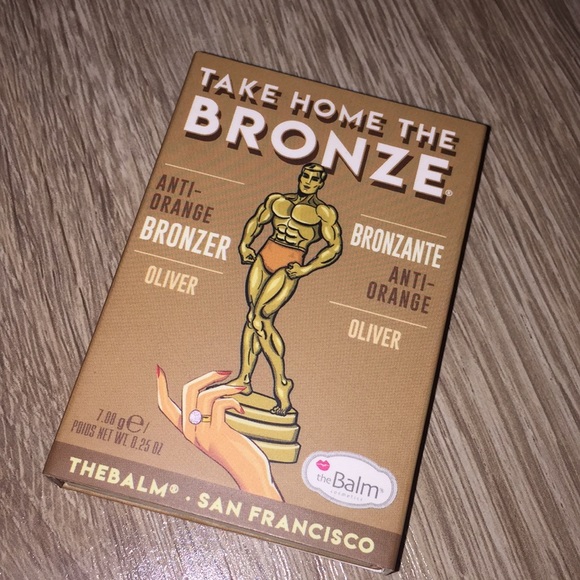 TAKE HOME THE
BRONZE®
ANTI-
ORANGE
BRONZER
OLIVER
BRONZANTE
ANTI-
ORANGE
OLIVER
7.08 g℮/
POIDS NET WT. 0.25 OZ
theBalm®
cosmetics
THEBALM® · SAN FRANCISCO